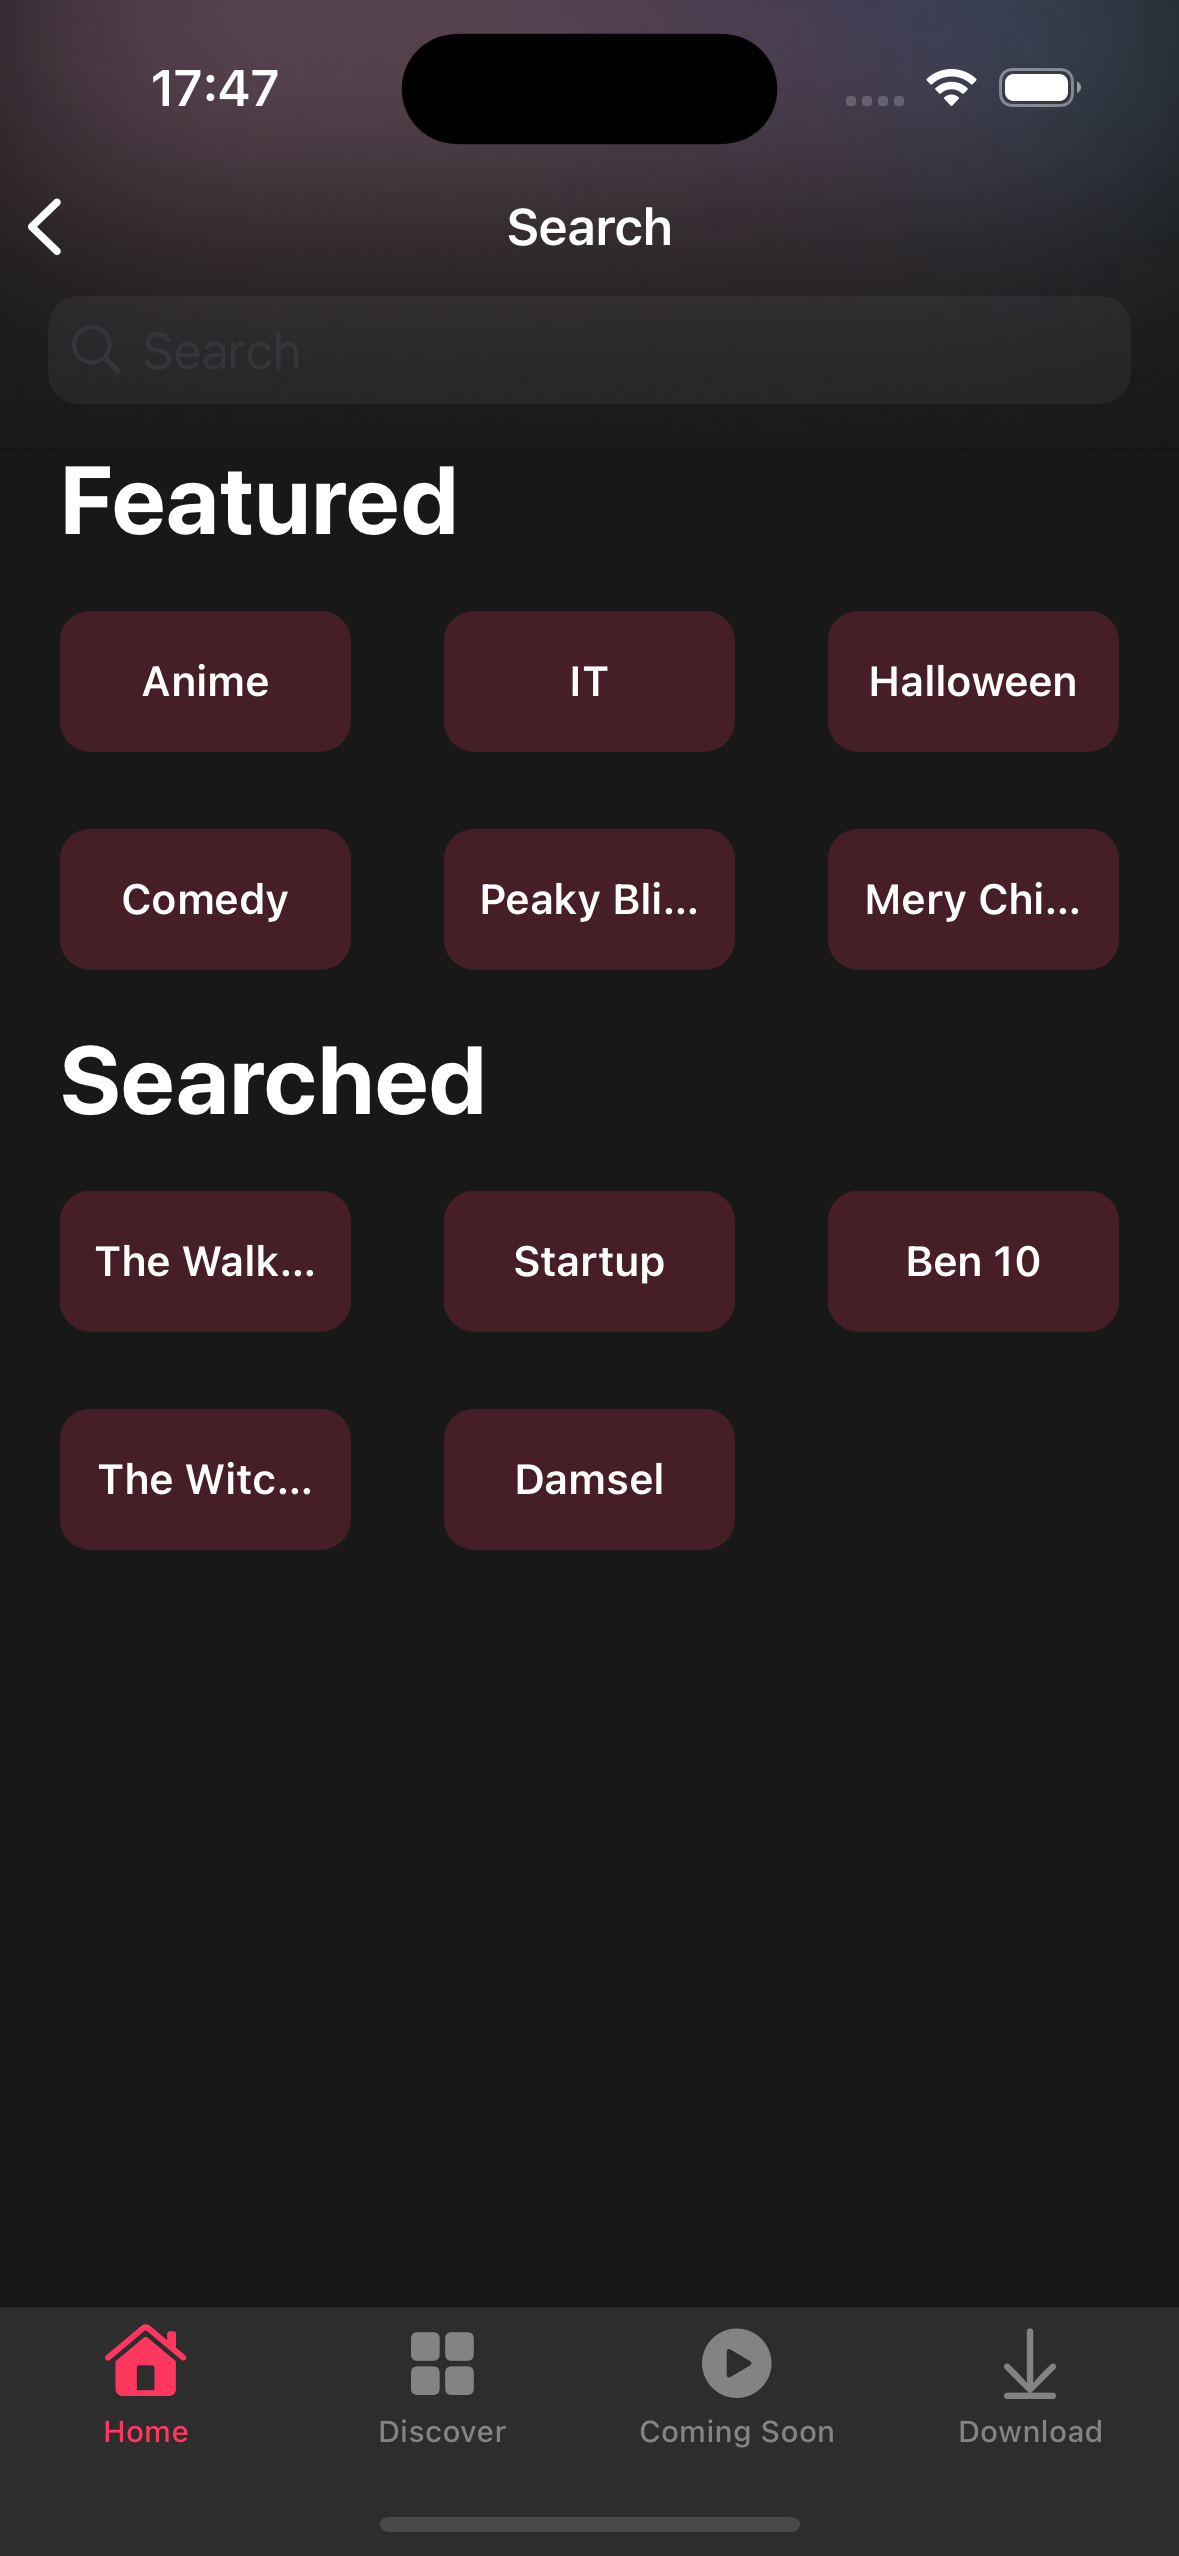 17:47
Search
Search
Featured
Anime
IT
Halloween
Comedy
Peaky Bli...
Mery Chi...
Searched
The Walk...
Startup
Ben 10
The Witc...
Damsel
Home
Discover
Coming Soon
Download